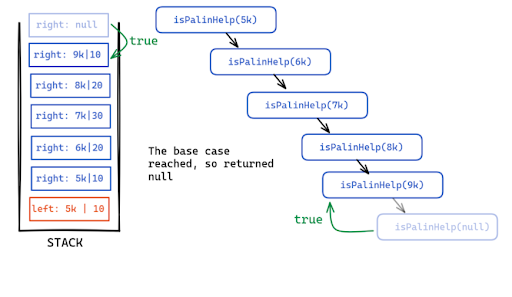 right: null
true
right: 9k|10
right: 8k|20
right: 7k|30
right: 6k|20
right: 5k|10
left: 5k | 10
STACK
The base case
reached, so returned
null
isPalinHelp(5k)
isPalinHelp(6k)
isPalinHelp(7k)
isPalinHelp(8k)
isPalinHelp(9k)
true
isPalinHelp(null)